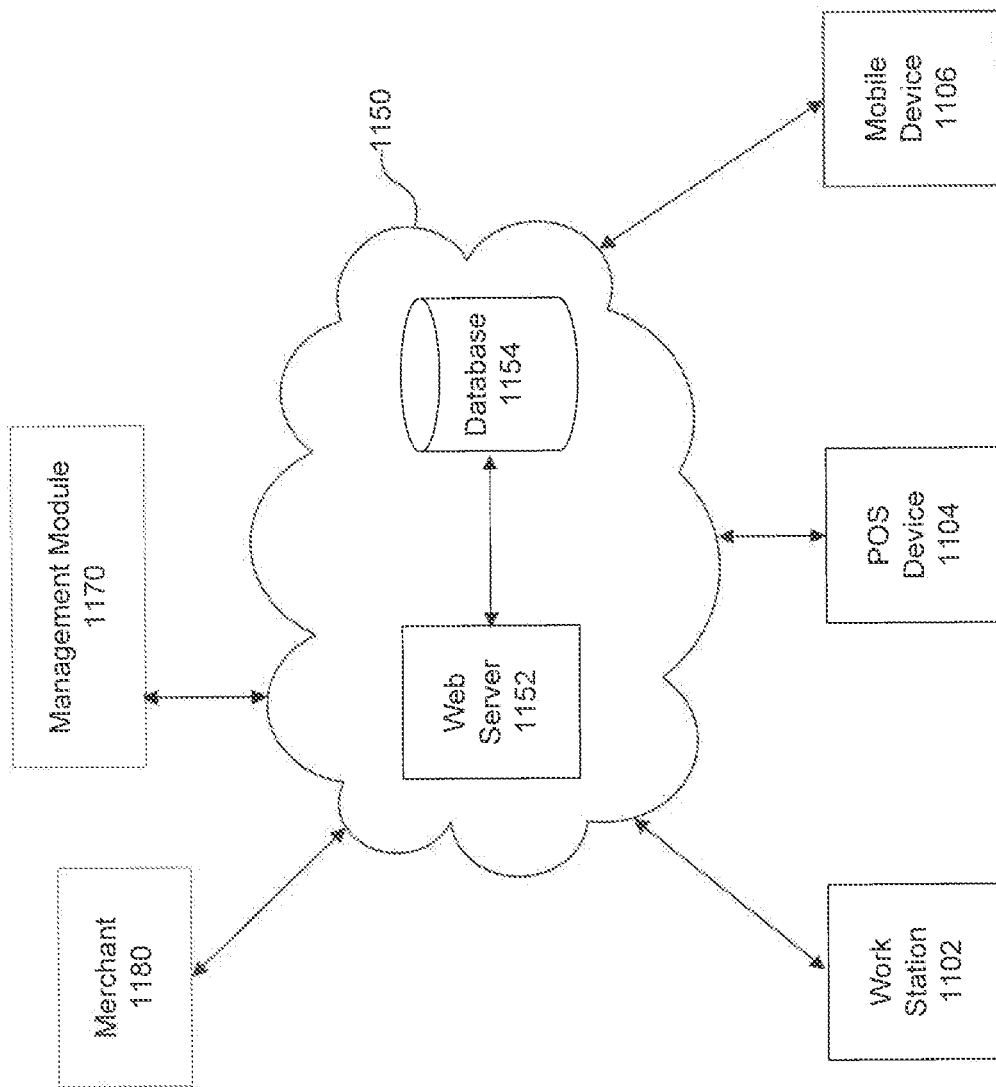 Merchant
1180
Management Module
1170
1150
Web
Server
1152
Database
1154
Work
Station
1102
POS
Device
1104
Mobile
Device
1106